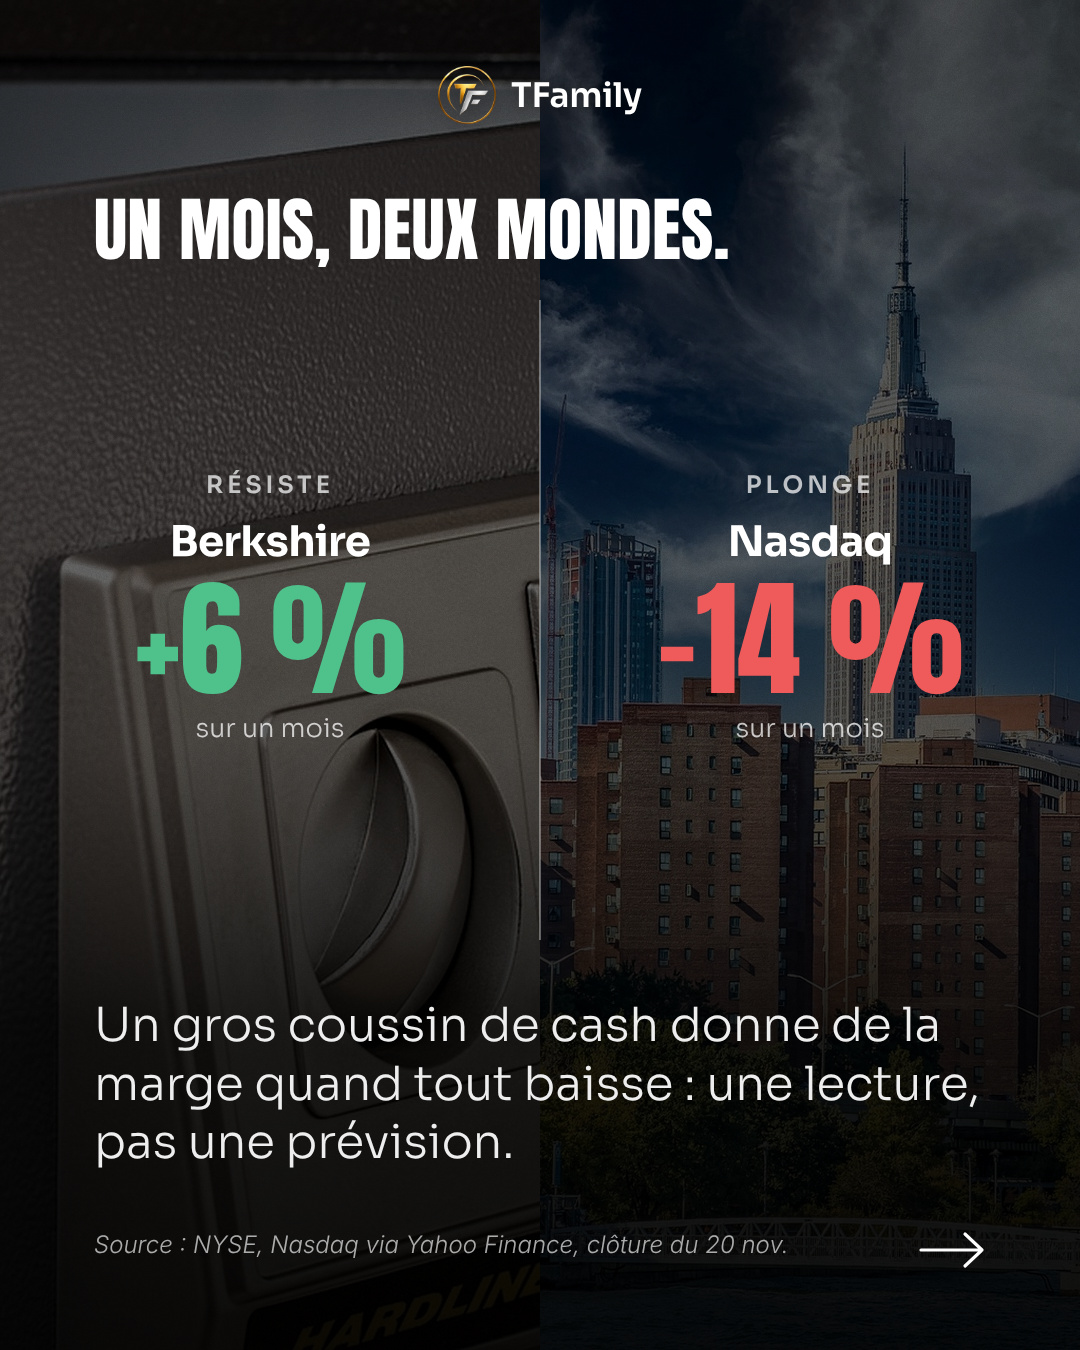 TFamily
UN MOIS, DEUX MONDES.
RÉSISTE
Berkshire
+6 %
sur un mois
PLONGE
Nasdaq
-14 %
sur un mois
Un gros coussin de cash donne de la
marge quand tout baisse : une lecture,
pas une prévision.
Source : NYSE, Nasdaq via Yahoo Finance, clôture du 20 nov.
HARDLINE